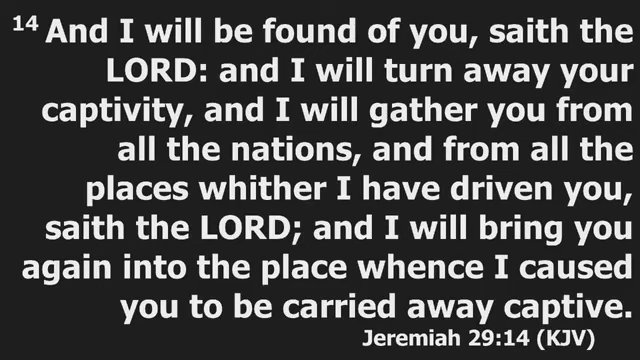 14 And I will be found of you, saith the
LORD: and I will turn away your
captivity, and I will gather you from
all the nations, and from all the
places whither I have driven you,
saith the LORD; and I will bring you
again into the place whence I caused
you to be carried away captive.
Jeremiah 29:14 (KJV)